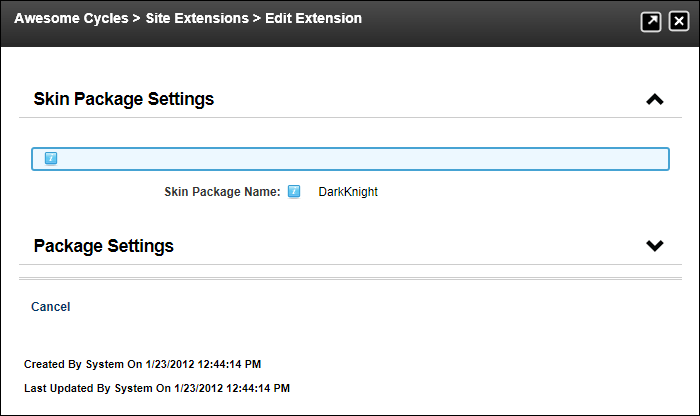 Awesome Cycles > Site Extensions > Edit Extension
Skin Package Settings
Skin Package Name: DarkKnight
Package Settings
Cancel
Created By System On 1/23/2012 12:44:14 PM
Last Updated By System On 1/23/2012 12:44:14 PM